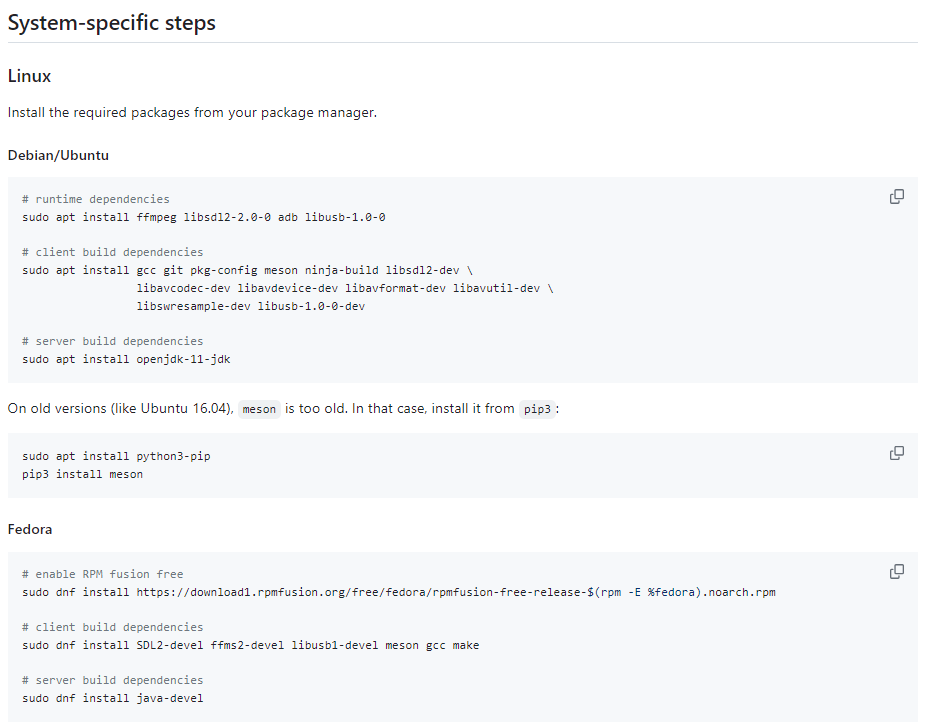 System-specific steps
Linux
Install the required packages from your package manager.
Debian/Ubuntu
# runtime dependencies
sudo apt install ffmpeg libsdl2-2.0-0 adb libusb-1.0-0
# client build dependencies
sudo apt install gcc git pkg-config meson ninja-build libsdl2-dev \
libavcodec-dev libavdevice-dev libavformat-dev libavutil-dev \
libswresample-dev libusb-1.0-0-dev
# server build dependencies
sudo apt install openjdk-11-jdk
On old versions (like Ubuntu 16.04), meson is too old. In that case, install it from pip3:
sudo apt install python3-pip
pip3 install meson
Fedora
# enable RPM fusion free
sudo dnf install https://download1.rpmfusion.org/free/fedora/rpmfusion-free-release-$(rpm -E %fedora).noarch.rpm
# client build dependencies
sudo dnf install SDL2-devel ffms2-devel libusb1-devel meson gcc make
# server build dependencies
sudo dnf install java-devel